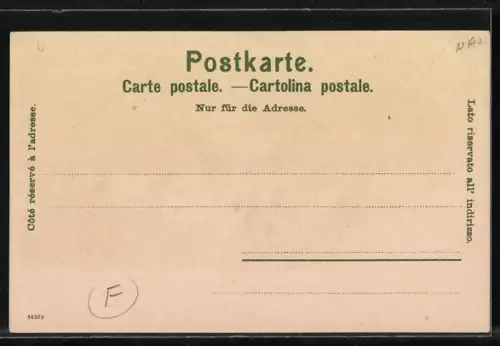 Postkarte.
Carte postale. — Cartolina postale.
Nur für die Adresse.
Côté réservé à l'adresse.
Lato riservato all' indirizzo.
F